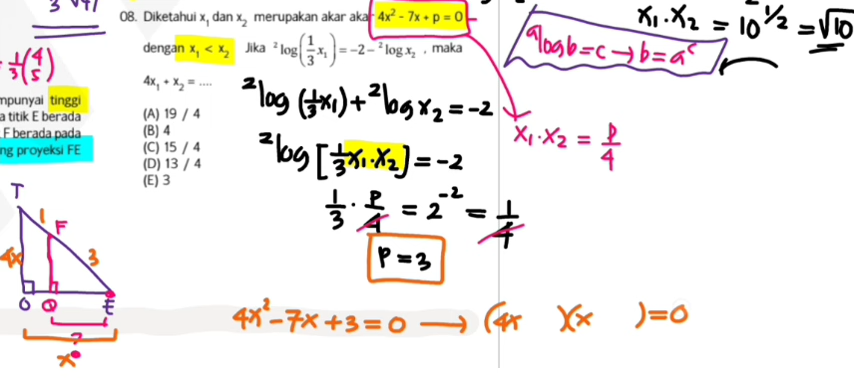 x₁ . x₂ = 10^½ = √10
ᵃlog b = c → b = aᶜ
08. Diketahui x₁ dan x₂ merupakan akar akar 4x² - 7x + p = 0
dengan x₁ < x₂ Jika ²log(1/3 x₁) = -2 - ²log x₂ , maka
4x₁ + x₂ = ....
(A) 19 / 4
(B) 4
(C) 15 / 4
(D) 13 / 4
(E) 3
²log (1/3 x₁) + ²log x₂ = -2
²log [1/3 x₁ . x₂] = -2
1/3 . p/4 = 2⁻² = 1/4
p = 3
x₁ . x₂ = p/4
4x² - 7x + 3 = 0 → (4x )(x ) = 0
1/3 (4 5)
mpunyai tinggi
a titik E berada
F berada pada
ng proyeksi FE
T
1
F
4x
3
O
E
?
x